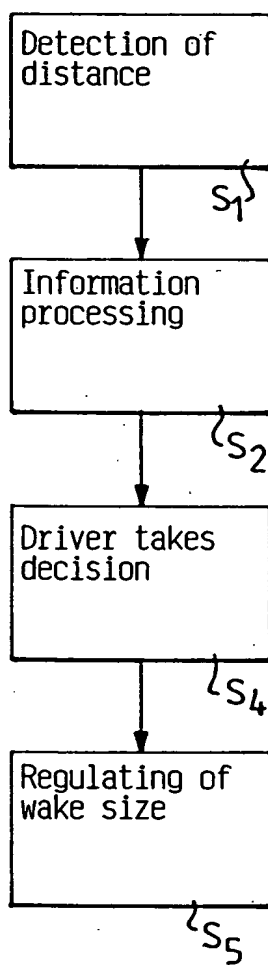 Detection of
distance
S1
Information
processing
S2
Driver takes
decision
S4
Regulating of
wake size
S5